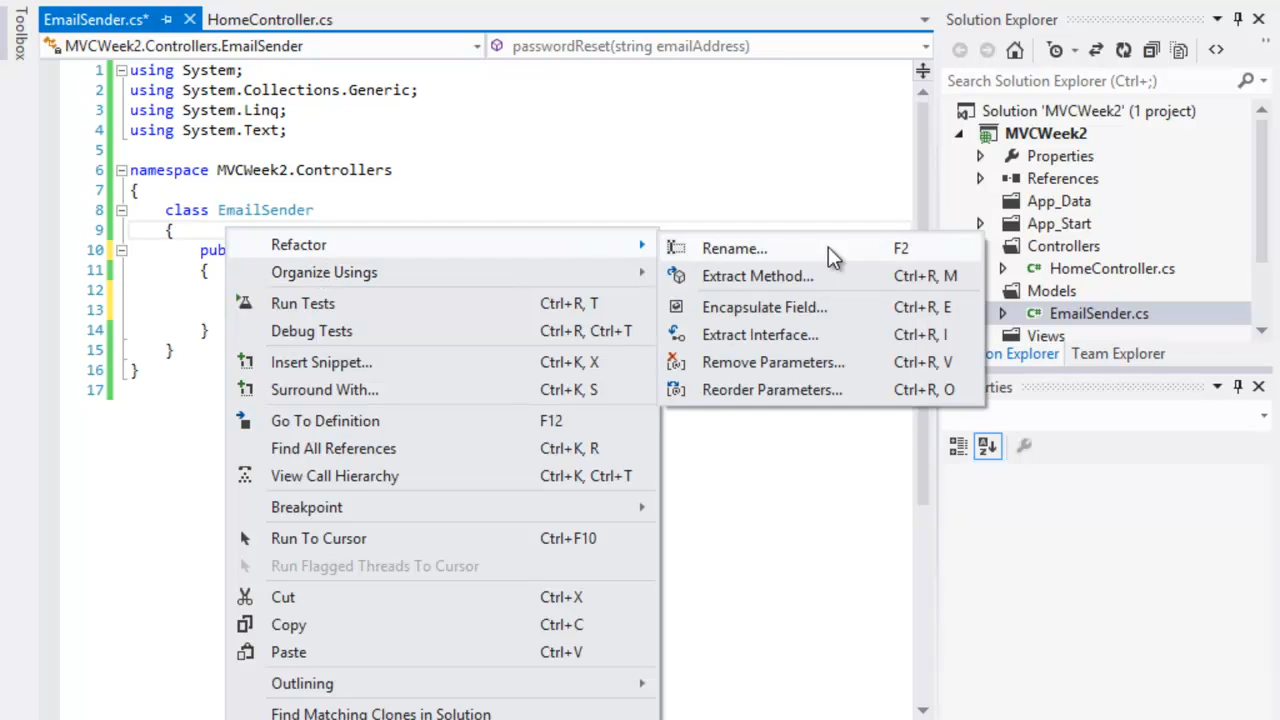 Toolbox
EmailSender.cs*
HomeController.cs
MVCWeek2.Controllers.EmailSender
passwordReset(string emailAddress)
1 using System;
2 using System.Collections.Generic;
3 using System.Linq;
4 using System.Text;
5
6 namespace MVCWeek2.Controllers
7 {
8 class EmailSender
9 {
10 pub
11 {
12
13
14 }
15 }
16 }
17
Refactor
Organize Usings
Run Tests Ctrl+R, T
Debug Tests Ctrl+R, Ctrl+T
Insert Snippet... Ctrl+K, X
Surround With... Ctrl+K, S
Go To Definition F12
Find All References Ctrl+K, R
View Call Hierarchy Ctrl+K, Ctrl+T
Breakpoint
Run To Cursor Ctrl+F10
Run Flagged Threads To Cursor
Cut Ctrl+X
Copy Ctrl+C
Paste Ctrl+V
Outlining
Find Matching Clones in Solution
Rename... F2
Extract Method... Ctrl+R, M
Encapsulate Field... Ctrl+R, E
Extract Interface... Ctrl+R, I
Remove Parameters... Ctrl+R, V
Reorder Parameters... Ctrl+R, O
Solution Explorer
Search Solution Explorer (Ctrl+;)
Solution 'MVCWeek2' (1 project)
MVCWeek2
Properties
References
App_Data
App_Start
Controllers
C# HomeController.cs
Models
C# EmailSender.cs
Views
on Explorer Team Explorer
rties